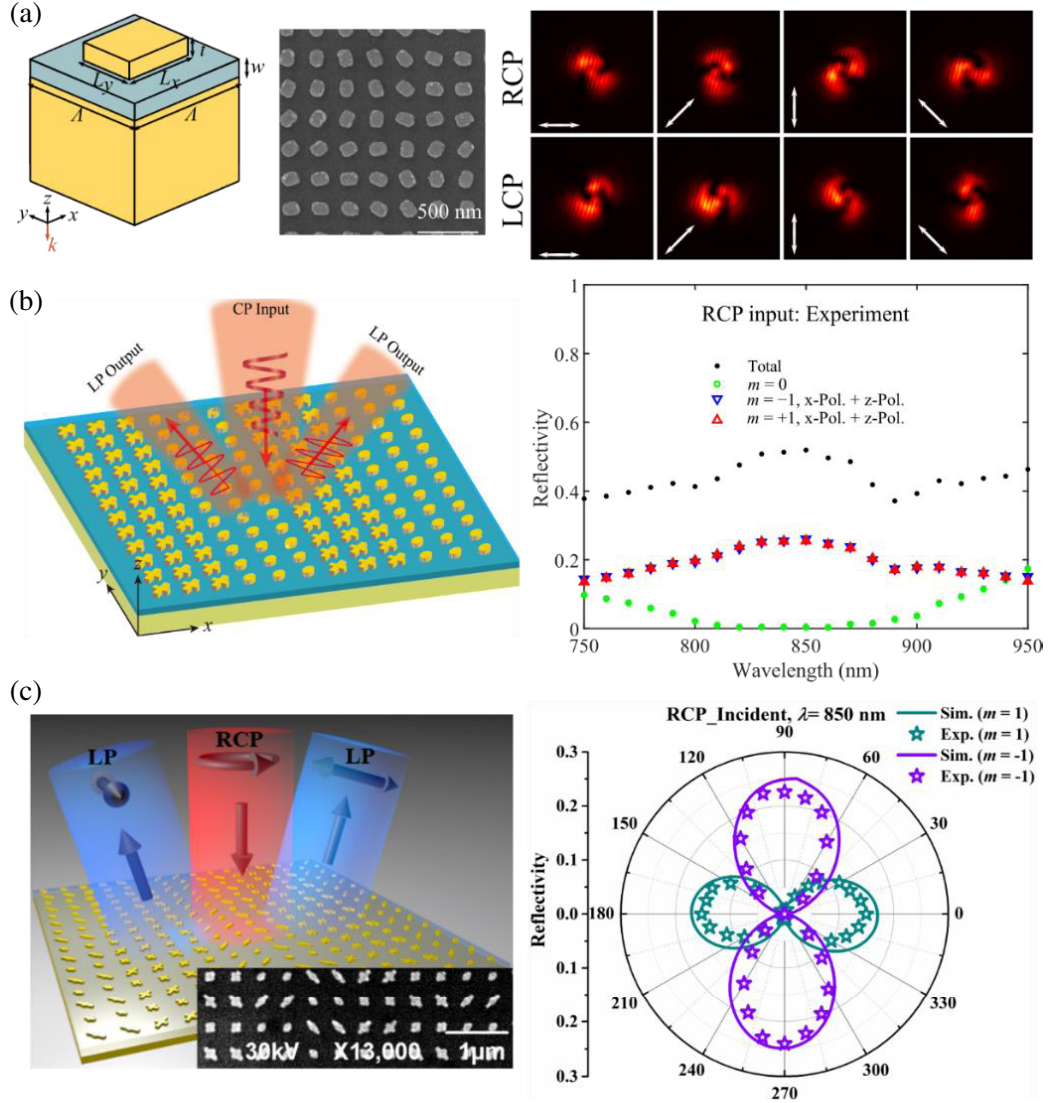 (a)
t
w
Ly
Lx
Λ
Λ
z
y
x
k
500 nm
RCP
LCP
(b)
CP Input
LP Output
LP Output
z
y
x
RCP input: Experiment
Total
m = 0
m = −1, x-Pol. + z-Pol.
m = +1, x-Pol. + z-Pol.
Reflectivity
1
0.8
0.6
0.4
0.2
0
750
800
850
900
950
Wavelength (nm)
(c)
LP
RCP
LP
30kV X13,000 1μm
RCP_Incident, λ= 850 nm
Sim. (m = 1)
Exp. (m = 1)
Sim. (m = -1)
Exp. (m = -1)
Reflectivity
0.3
0.2
0.1
0.0
0.1
0.2
0.3
90
120
60
150
30
180
0
210
330
240
300
270